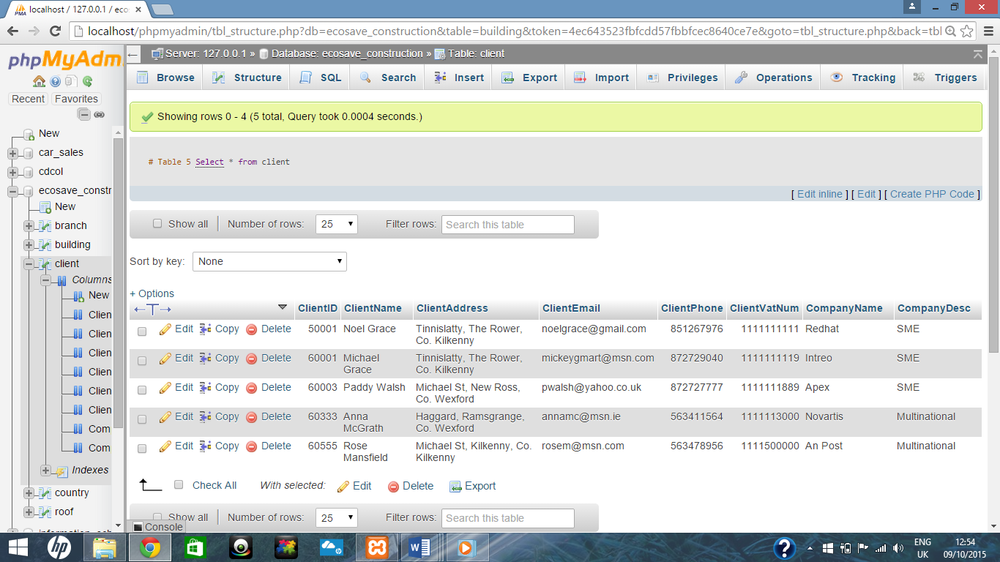 localhost / 127.0.0.1 / eco
localhost/phpmyadmin/tbl_structure.php?db=ecosave_construction&table=building&token=4ec643523fbfcdd57fbbfcec8640ce7e&goto=tbl_structure.php&back=tbl
phpMyAdm
Recent Favorites
New
car_sales
cdcol
ecosave_constr
New
branch
building
client
Columns
New
Clien
Clien
Clien
Clien
Clien
Clien
Com
Com
Indexes
country
roof
Server: 127.0.0.1 » Database: ecosave_construction » Table: client
Browse Structure SQL Search Insert Export Import Privileges Operations Tracking Triggers
Showing rows 0 - 4 (5 total, Query took 0.0004 seconds.)
# Table 5 Select * from client
[ Edit inline ] [ Edit ] [ Create PHP Code ]
Show all Number of rows: 25 Filter rows: Search this table
Sort by key: None
+ Options
ClientID ClientName ClientAddress ClientEmail ClientPhone ClientVatNum CompanyName CompanyDesc
Edit Copy Delete 50001 Noel Grace Tinnislatty, The Rower, noelgrace@gmail.com 851267976 1111111111 Redhat SME
Co. Kilkenny
Edit Copy Delete 60001 Michael Tinnislatty, The Rower, mickeygmart@msn.com 872729040 1111111119 Intreo SME
Grace Co. Kilkenny
Edit Copy Delete 60003 Paddy Walsh Michael St, New Ross, pwalsh@yahoo.co.uk 872727777 1111111889 Apex SME
Co. Wexford
Edit Copy Delete 60333 Anna Haggard, Ramsgrange, annamc@msn.ie 563411564 1111113000 Novartis Multinational
McGrath Co. Wexford
Edit Copy Delete 60555 Rose Michael St, Kilkenny, Co. rosem@msn.com 563478956 1111500000 An Post Multinational
Mansfield Kilkenny
Check All With selected: Edit Delete Export
Show all Number of rows: 25 Filter rows: Search this table
Console
ENG 12:54
UK 09/10/2015